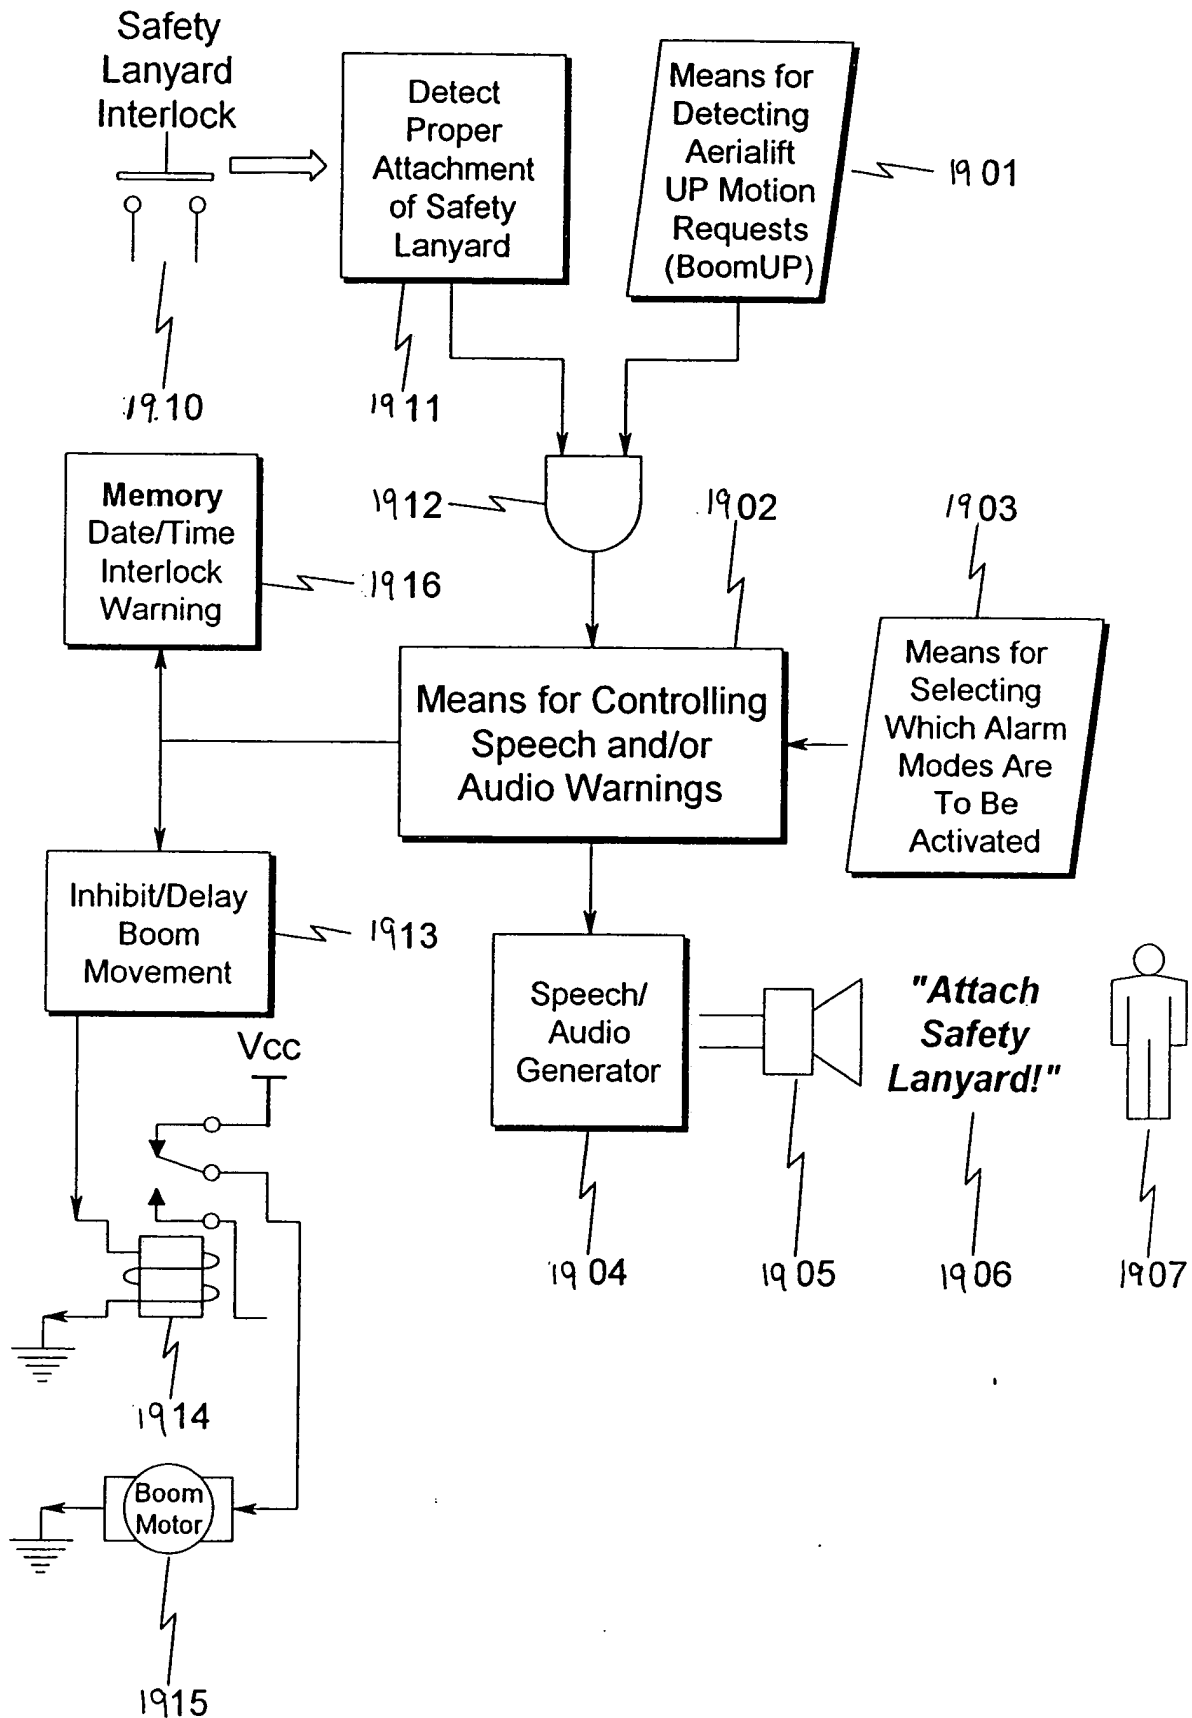 Safety
Lanyard
Interlock
Detect
Proper
Attachment
of Safety
Lanyard
Means for
Detecting
Aerialift
UP Motion
Requests
(BoomUP)
1901
1910
1911
Memory
Date/Time
Interlock
Warning
1912
1902
1903
1916
Means for Controlling
Speech and/or
Audio Warnings
Means for
Selecting
Which Alarm
Modes Are
To Be
Activated
Inhibit/Delay
Boom
Movement
1913
Speech/
Audio
Generator
"Attach
Safety
Lanyard!"
Vcc
1904
1905
1906
1907
1914
Boom
Motor
1915